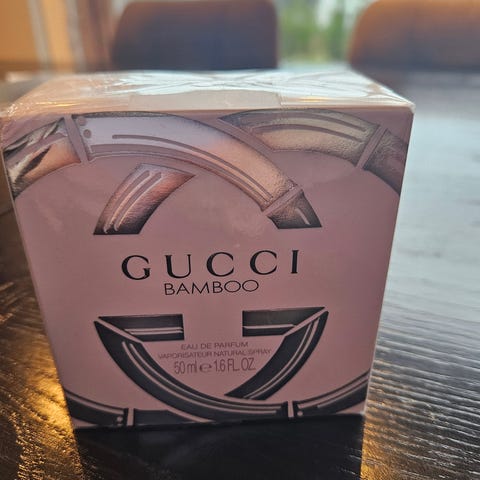 GUCCI
BAMBOO
EAU DE PARFUM
VAPORISATEUR NATURAL SPRAY
50 ml e 1.6 FL. OZ.